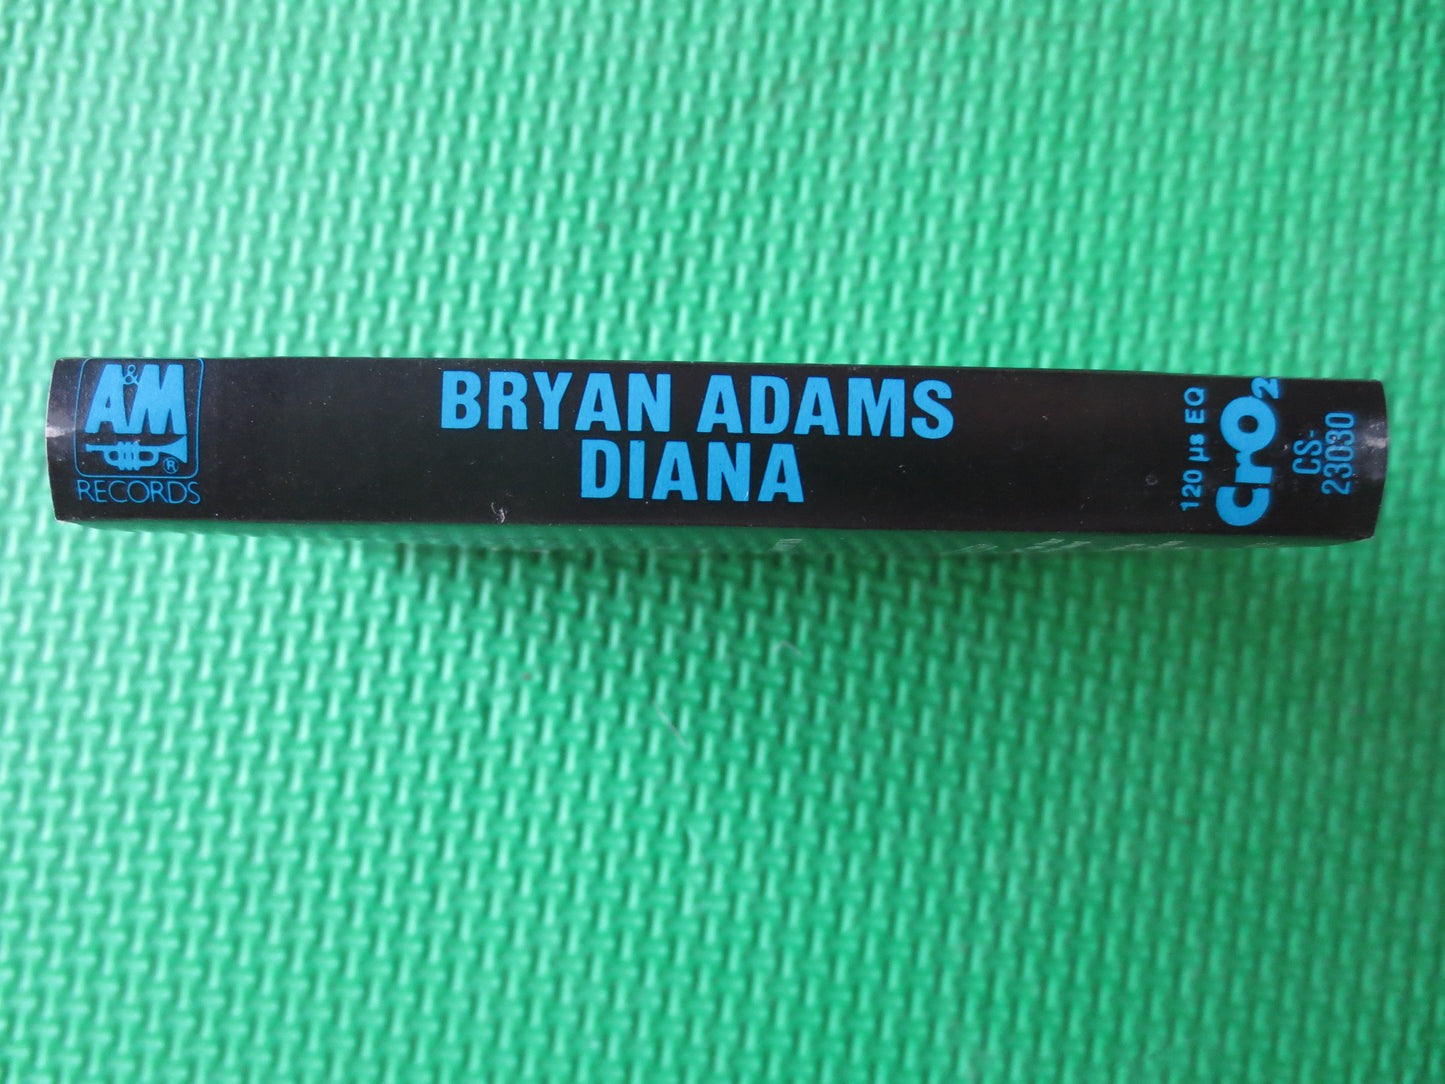 A&M
®
RECORDS
BRYAN ADAMS
DIANA
120 µs EQ
CrO2
CS-
23030